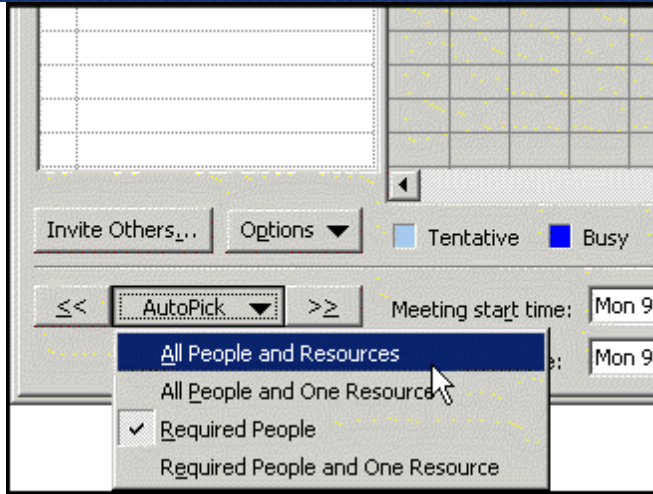 Invite Others... Options Tentative Busy
<< AutoPick >> Meeting start time: Mon 9
All People and Resources e: Mon 9
All People and One Resource
Required People
Required People and One Resource